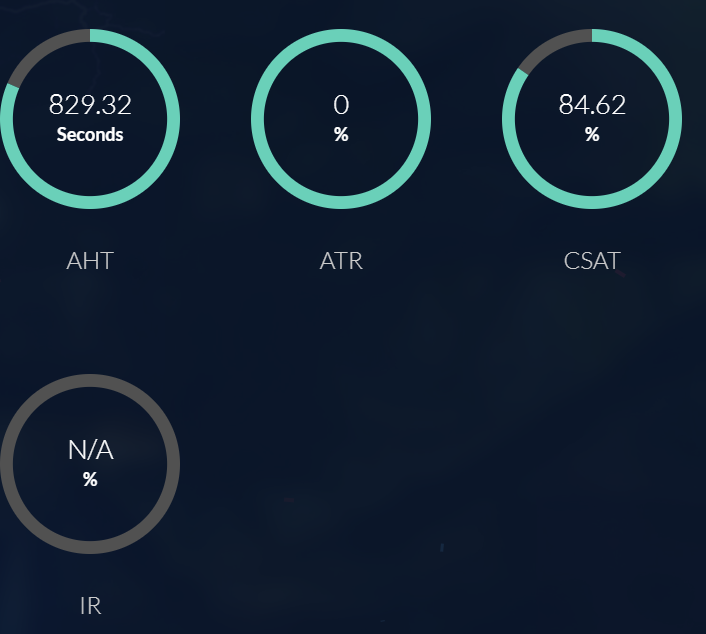 829.32
Seconds
AHT
0
%
ATR
84.62
%
CSAT
N/A
%
IR